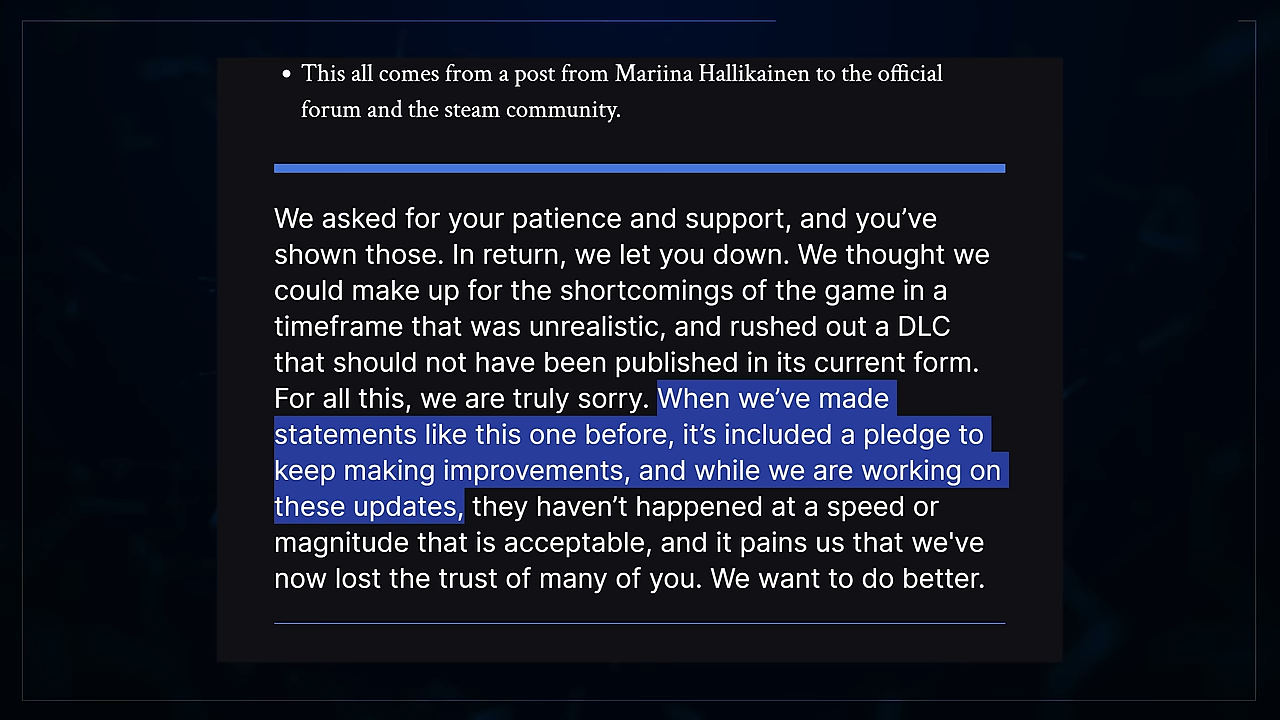 • This all comes from a post from Mariina Hallikainen to the official
forum and the steam community.
We asked for your patience and support, and you’ve
shown those. In return, we let you down. We thought we
could make up for the shortcomings of the game in a
timeframe that was unrealistic, and rushed out a DLC
that should not have been published in its current form.
For all this, we are truly sorry. When we’ve made
statements like this one before, it’s included a pledge to
keep making improvements, and while we are working on
these updates, they haven’t happened at a speed or
magnitude that is acceptable, and it pains us that we've
now lost the trust of many of you. We want to do better.